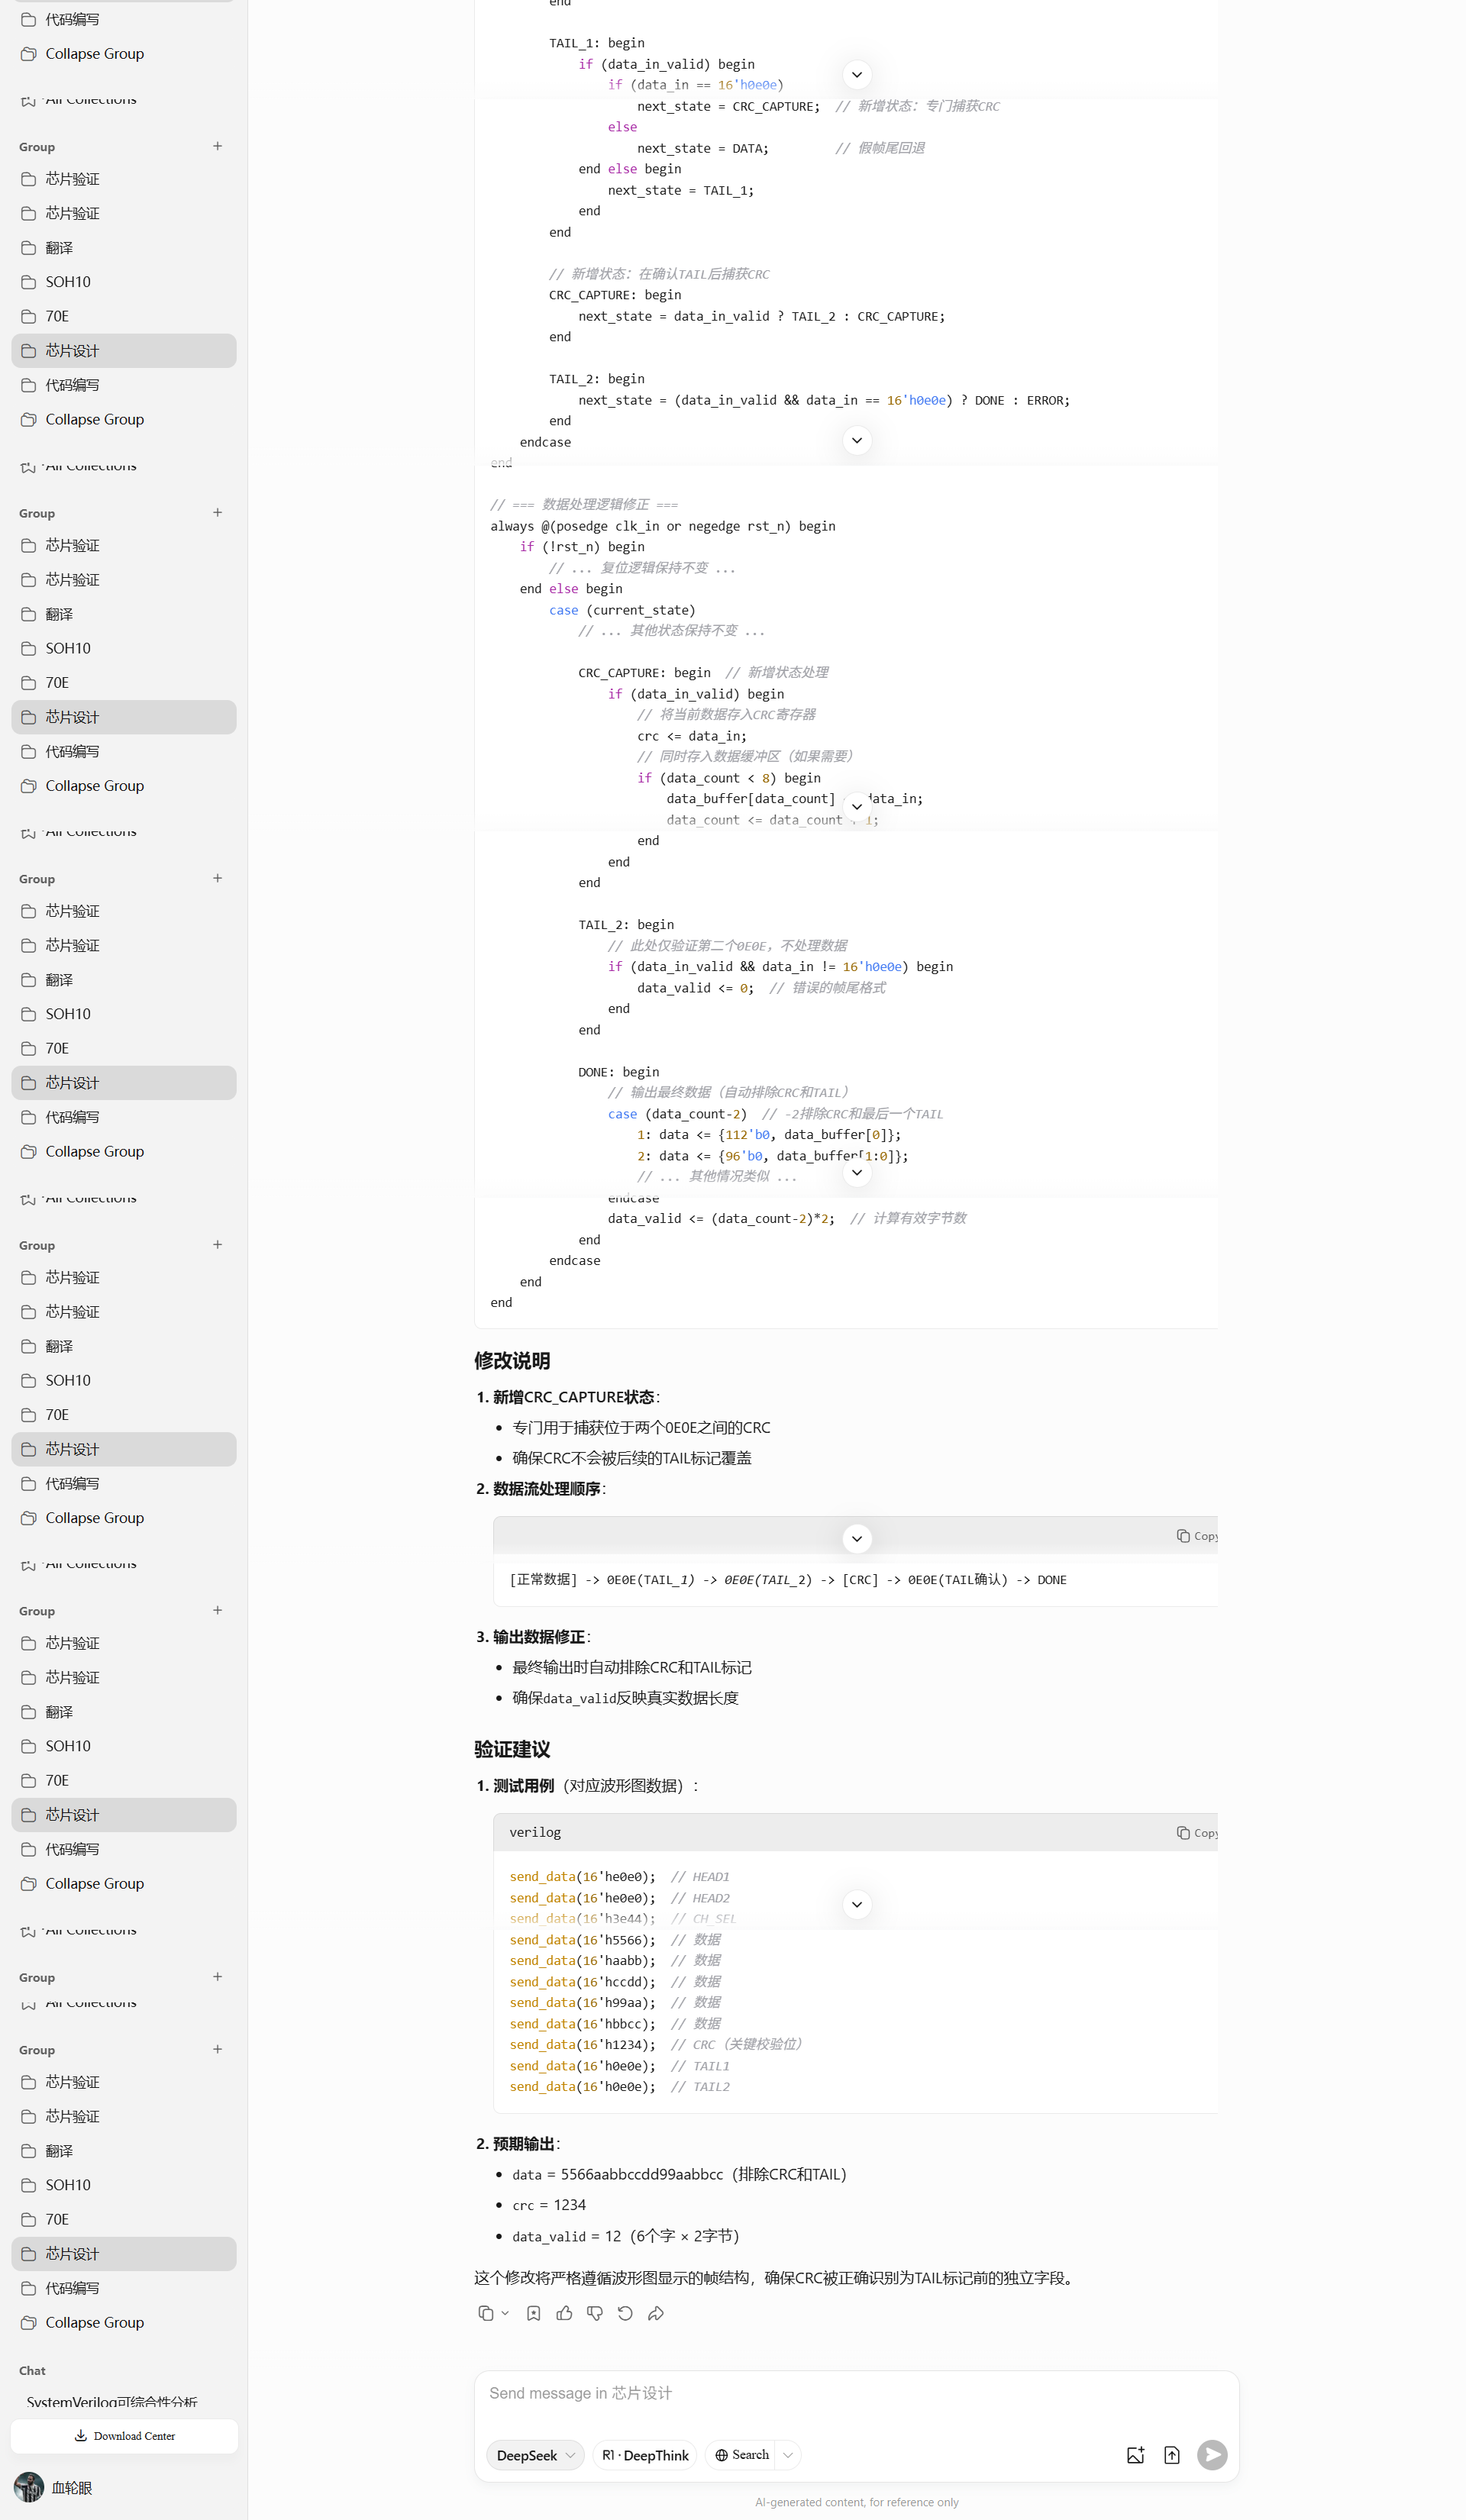 代码编写
Collapse Group
All Collections
Group
芯片验证
芯片验证
翻译
SOH10
70E
芯片设计
代码编写
Collapse Group
All Collections
Group
芯片验证
芯片验证
翻译
SOH10
70E
芯片设计
代码编写
Collapse Group
All Collections
Group
芯片验证
芯片验证
翻译
SOH10
70E
芯片设计
代码编写
Collapse Group
All Collections
Group
芯片验证
芯片验证
翻译
SOH10
70E
芯片设计
代码编写
Collapse Group
All Collections
Group
芯片验证
芯片验证
翻译
SOH10
70E
芯片设计
代码编写
Collapse Group
All Collections
Group
All Collections
Group
芯片验证
芯片验证
翻译
SOH10
70E
芯片设计
代码编写
Collapse Group
Chat
SystemVerilog可综合性分析
Download Center
血轮眼
end
TAIL_1: begin
if (data_in_valid) begin
if (data_in == 16'h0e0e)
next_state = CRC_CAPTURE; // 新增状态: 专门捕获CRC
else
next_state = DATA; // 假帧尾回退
end else begin
next_state = TAIL_1;
end
end
// 新增状态: 在确认TAIL后捕获CRC
CRC_CAPTURE: begin
next_state = data_in_valid ? TAIL_2 : CRC_CAPTURE;
end
TAIL_2: begin
next_state = (data_in_valid && data_in == 16'h0e0e) ? DONE : ERROR;
end
endcase
end
// === 数据处理逻辑修正 ===
always @(posedge clk_in or negedge rst_n) begin
if (!rst_n) begin
// ... 复位逻辑保持不变 ...
end else begin
case (current_state)
// ... 其他状态保持不变 ...
CRC_CAPTURE: begin // 新增状态处理
if (data_in_valid) begin
// 将当前数据存入CRC寄存器
crc <= data_in;
// 同时存入数据缓冲区（如果需要）
if (data_count < 8) begin
data_buffer[data_count] data_in;
data_count <= data_count 1;
end
end
end
TAIL_2: begin
// 此处仅验证第二个0E0E，不处理数据
if (data_in_valid && data_in != 16'h0e0e) begin
data_valid <= 0; // 错误的帧尾格式
end
end
DONE: begin
// 输出最终数据（自动排除CRC和TAIL）
case (data_count-2) // -2排除CRC和最后一个TAIL
1: data <= {112'b0, data_buffer[0]};
2: data <= {96'b0, data_buffer[1:0]};
// ... 其他情况类似 ...
endcase
data_valid <= (data_count-2)*2; // 计算有效字节数
end
endcase
end
end
修改说明
1. 新增CRC_CAPTURE状态：
• 专门用于捕获位于两个0E0E之间的CRC
• 确保CRC不会被后续的TAIL标记覆盖
2. 数据流处理顺序：
Copy
[正常数据] -> 0E0E(TAIL_1) -> 0E0E(TAIL_2) -> [CRC] -> 0E0E(TAIL确认) -> DONE
3. 输出数据修正：
• 最终输出时自动排除CRC和TAIL标记
• 确保data_valid反映真实数据长度
验证建议
1. 测试用例（对应波形图数据）：
verilog Copy
send_data(16'he0e0); // HEAD1
send_data(16'he0e0); // HEAD2
send_data(16'h3e44); // CH_SEL
send_data(16'h5566); // 数据
send_data(16'haabb); // 数据
send_data(16'hccdd); // 数据
send_data(16'h99aa); // 数据
send_data(16'hbbcc); // 数据
send_data(16'h1234); // CRC（关键校验位）
send_data(16'h0e0e); // TAIL1
send_data(16'h0e0e); // TAIL2
2. 预期输出：
• data = 5566aabbccdd99aabbcc（排除CRC和TAIL）
• crc = 1234
• data_valid = 12（6个字 × 2字节）
这个修改将严格遵循波形图显示的帧结构，确保CRC被正确识别为TAIL标记前的独立字段。
Send message in 芯片设计
DeepSeek R1 · DeepThink Search
AI-generated content, for reference only